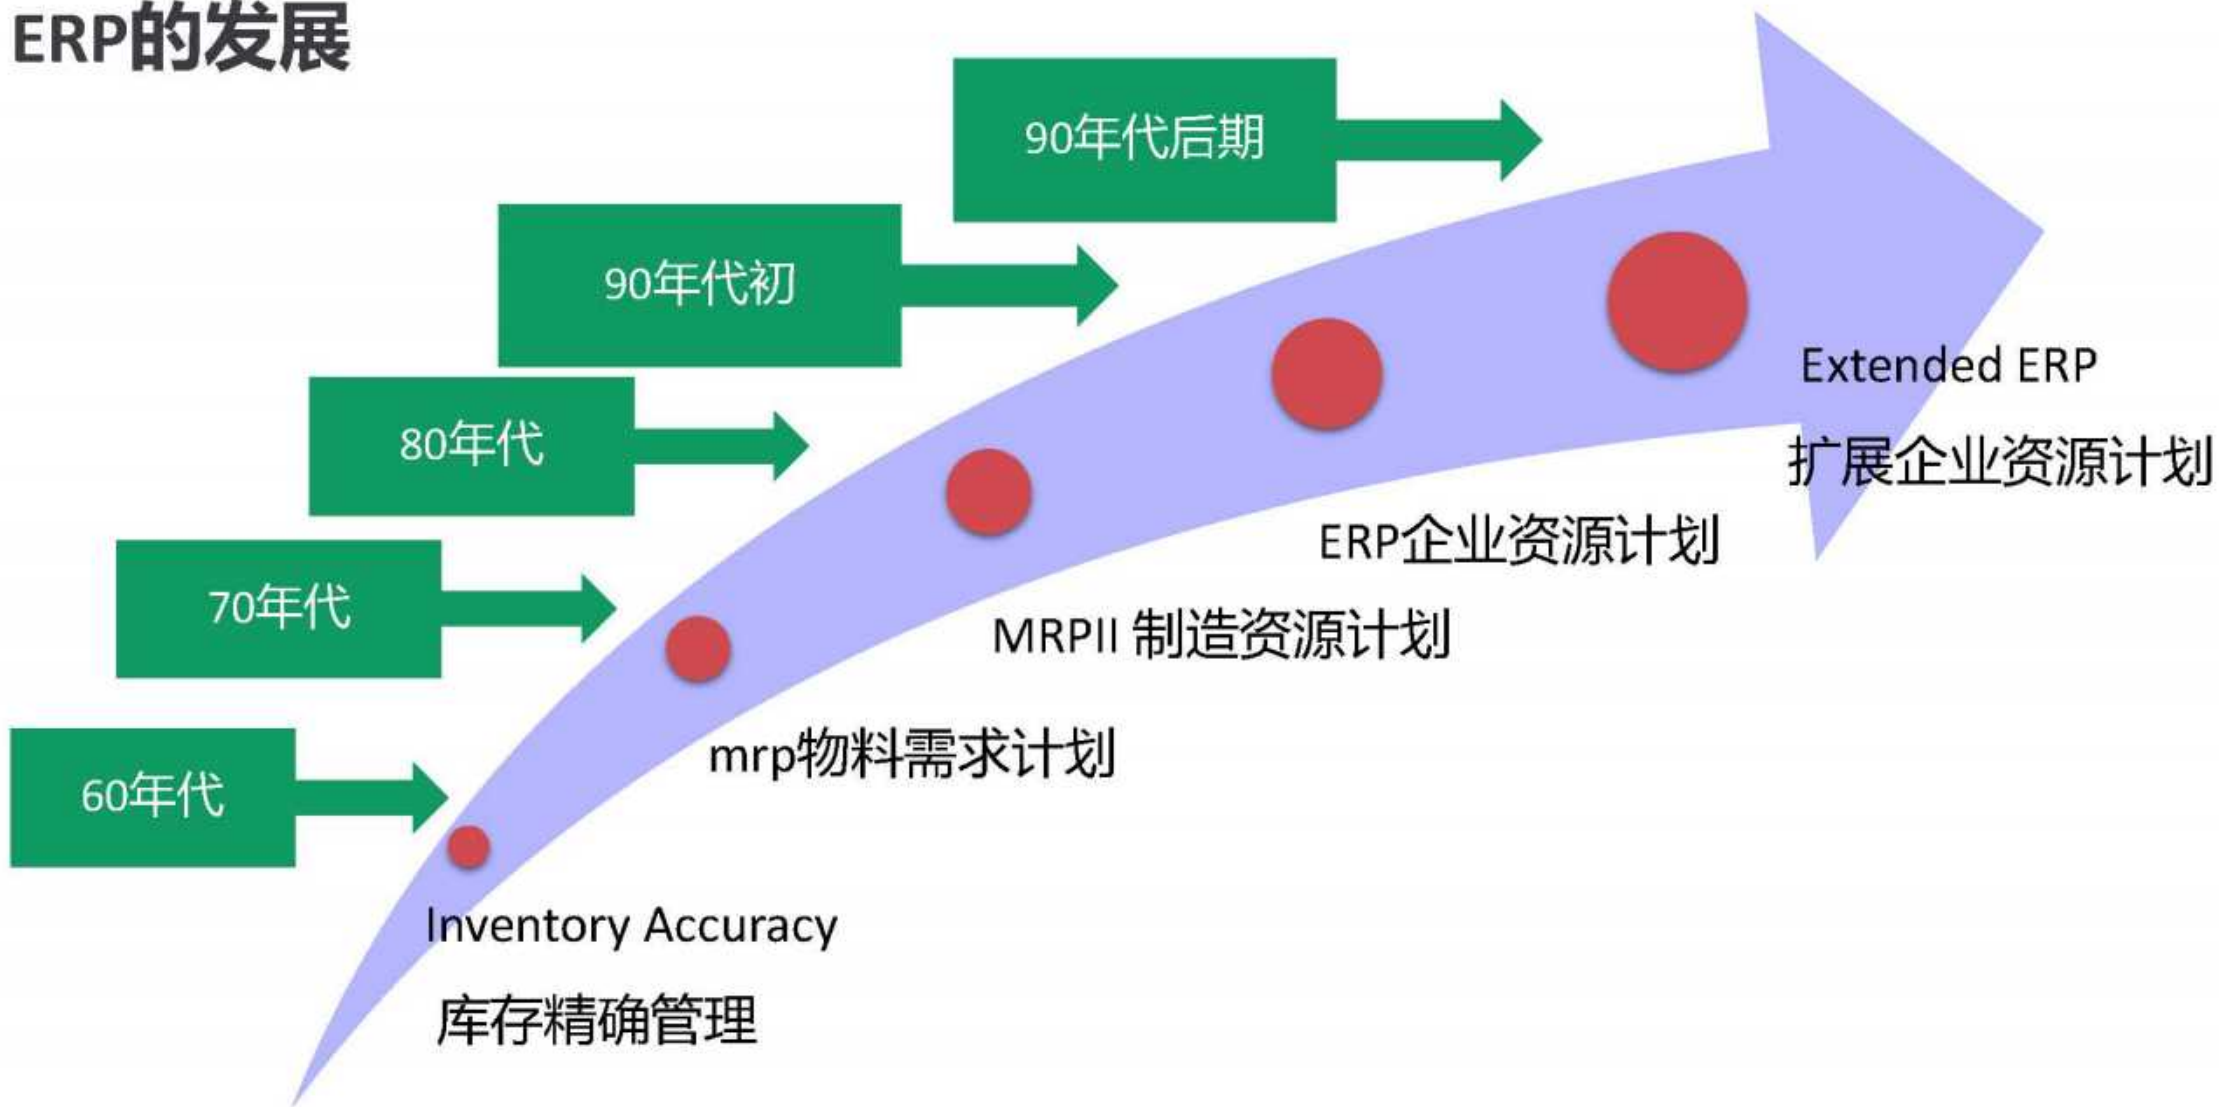 ERP的发展
90年代后期
90年代初
80年代
70年代
60年代
Extended ERP
扩展企业资源计划
ERP企业资源计划
MRPII 制造资源计划
mrp物料需求计划
Inventory Accuracy
库存精确管理